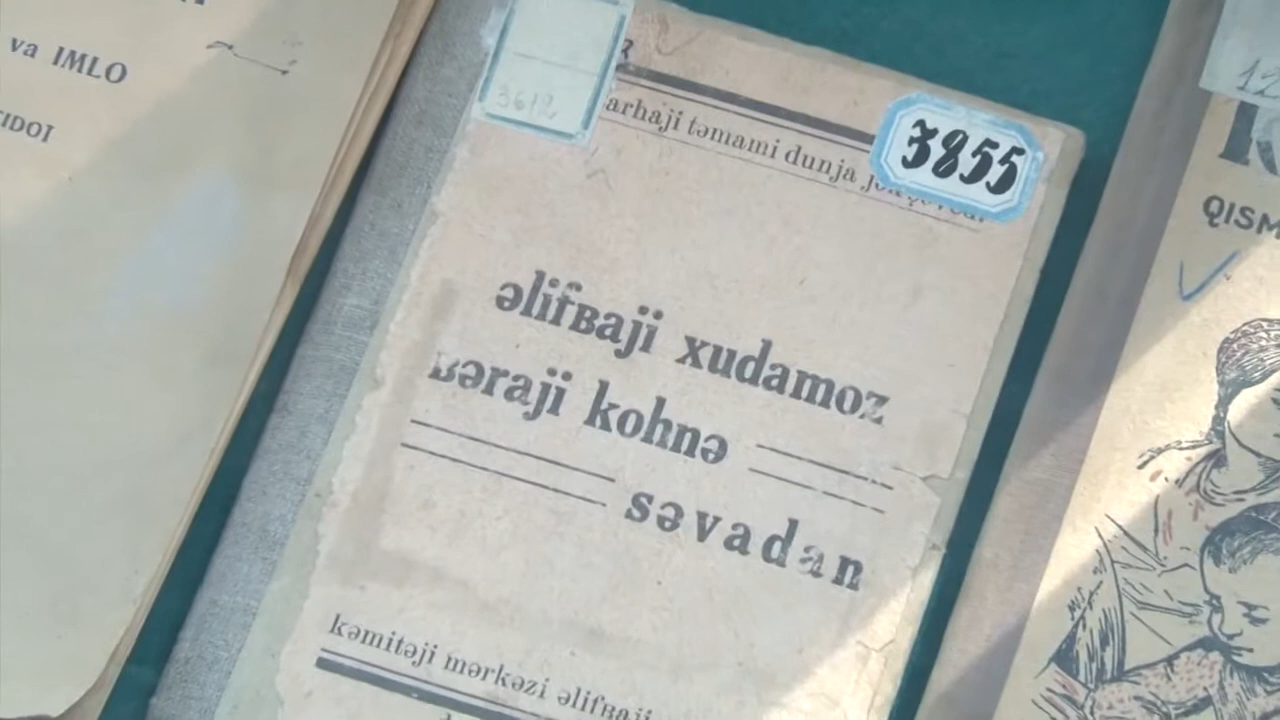 va IMLO
3612
3855
arhaji təmami dunja
əlifʙaji xudamoz
ʙəraji kohnə
səvadan
kəmitəji mərkəzi əlifʙaji
QISM